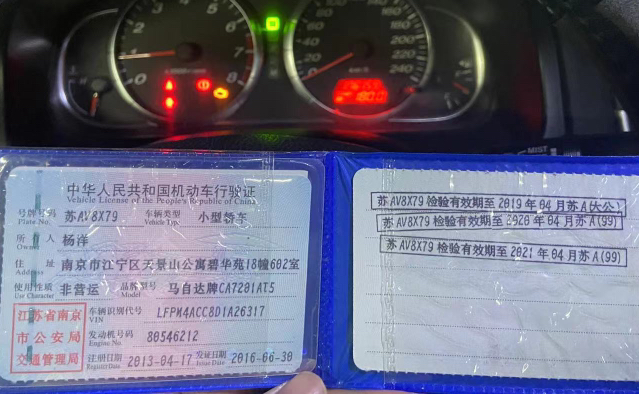 0
1
8
180.0
240
MIST
中华人民共和国机动车行驶证
Vehicle License of the People's Republic of China
号牌号码 苏AV8X79 车辆类型 小型轿车
Plate No. Vehicle Type
所有人 杨洋
Owner
住址 南京市江宁区天景山公寓碧华苑18幢602室
Address
使用性质 非营运 品牌型号 马自达牌CA7201AT5
Use Character Model
江苏省南京
市公安局
交通管理局
车辆识别代号 LFPM4ACC8D1A26317
VIN
发动机号码 80546212
注册日期 2013-04-17 发证日期 2016-06-30
Register Date Issue Date
苏AV8X79 检验有效期至2019年04月苏A(大公)
苏AV8X79 检验有效期至 2020年04月苏A(99)
苏AV8X79 检验有效期至 2021年04月苏A(99)